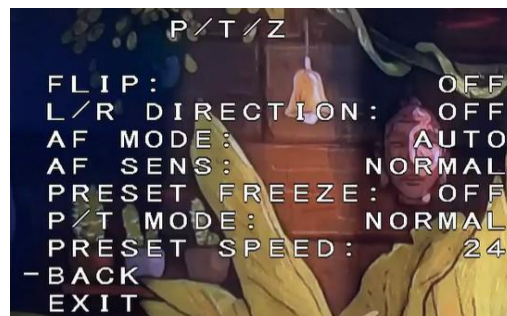 P/T/Z
FLIP: OFF
L/R DIRECTION: OFF
AF MODE: AUTO
AF SENS: NORMAL
PRESET FREEZE: OFF
P/T MODE: NORMAL
PRESET SPEED: 24
-BACK
EXIT